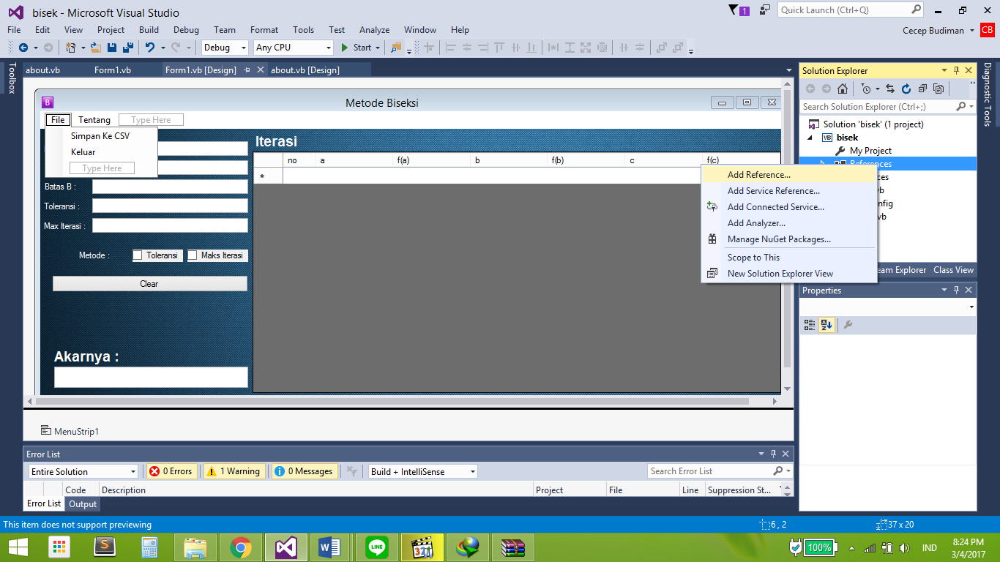 bisek - Microsoft Visual Studio
1
Quick Launch (Ctrl+Q)
File Edit View Project Build Debug Team Format Tools Test Analyze Window Help
Cecep Budiman
CB
Debug
Any CPU
Start
Toolbox
about.vb
Form1.vb
Form1.vb [Design]
about.vb [Design]
B
Metode Biseksi
File
Tentang
Type Here
Simpan Ke CSV
Keluar
Type Here
Batas B :
Toleransi :
Max Iterasi :
Metode :
Toleransi
Maks Iterasi
Clear
Akarnya :
Iterasi
no a f(a) b f(b) c f(c)
*
MenuStrip1
Solution Explorer
Search Solution Explorer (Ctrl+;)
Solution 'bisek' (1 project)
VB bisek
My Project
References
Add Reference...
Add Service Reference...
Add Connected Service...
Add Analyzer...
Manage NuGet Packages...
Scope to This
New Solution Explorer View
eam Explorer
Class View
Properties
Diagnostic Tools
Error List
Entire Solution
0 Errors
1 Warning
0 Messages
Build + IntelliSense
Search Error List
Code Description Project File Line Suppression St...
Error List
Output
This item does not support previewing
6 , 2
37 x 20
LINE
100%
IND
8:24 PM
3/4/2017